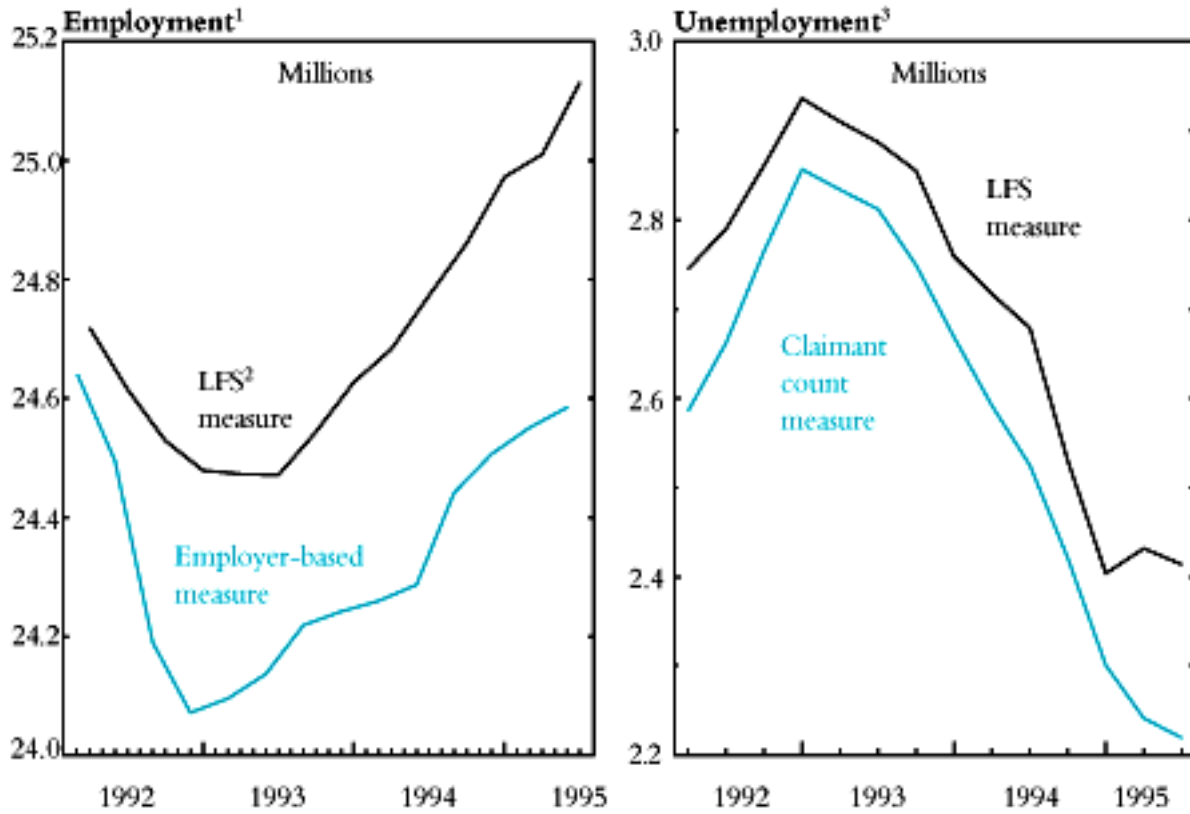 Employment¹
Millions
25.2
25.0
24.8
24.6
24.4
24.2
24.0
LFS²
measure
Employer-based
measure
1992
1993
1994
1995
Unemployment³
Millions
3.0
2.8
2.6
2.4
2.2
LFS
measure
Claimant
count
measure
1992
1993
1994
1995